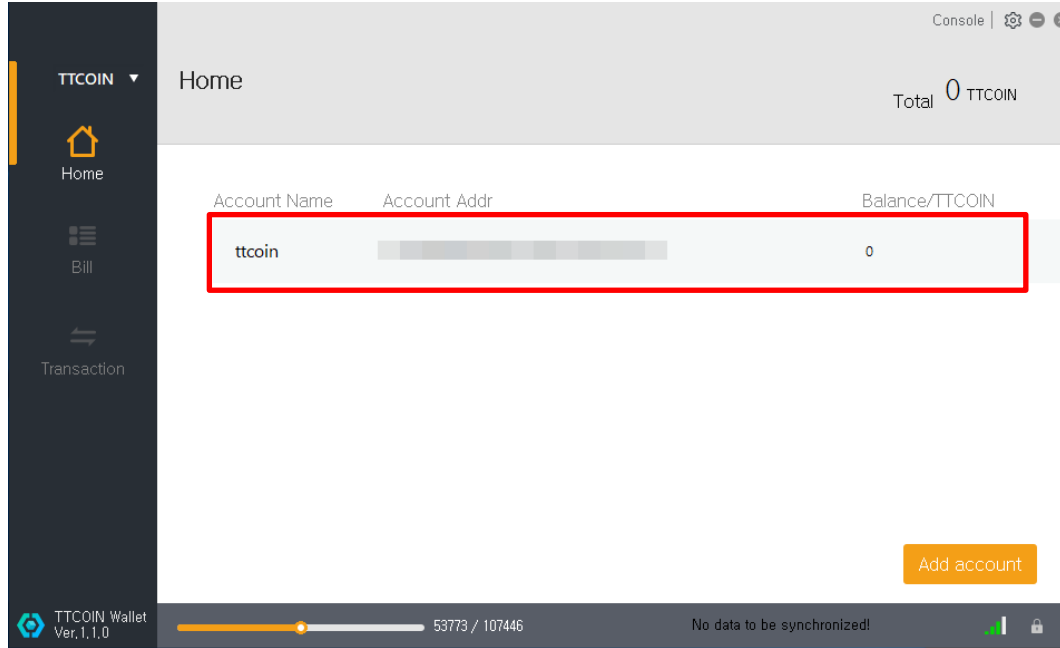 Console
TTCOIN
Home
Total 0 TTCOIN
Home
Account Name Account Addr Balance/TTCOIN
ttcoin 0
Bill
Transaction
Add account
TTCOIN Wallet
Ver,1,1,0
53773 / 107446 No data to be synchronized!